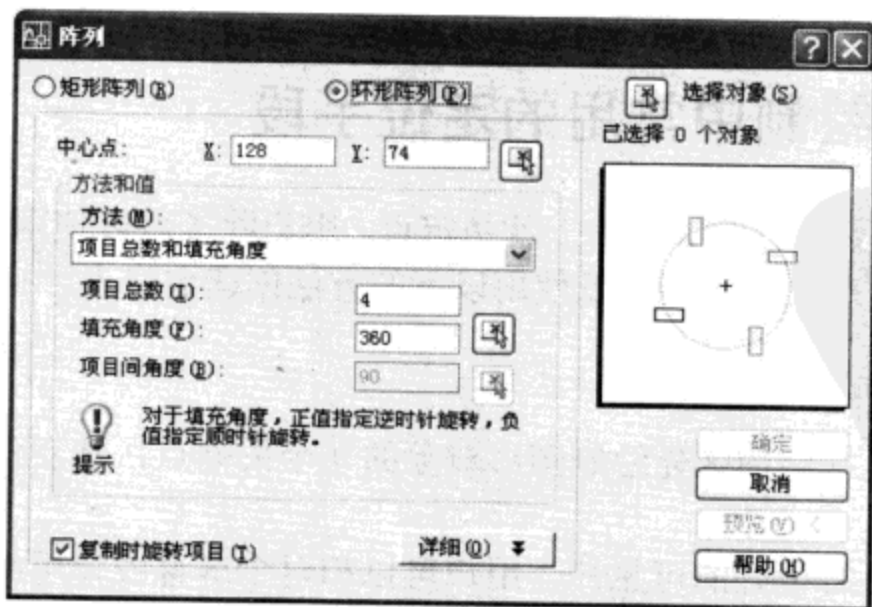 阵列
矩形阵列(R)
环形阵列(P)
选择对象(S)
已选择 0 个对象
中心点: X: 128 Y: 74
方法和值
方法(M):
项目总数和填充角度
项目总数(I): 4
填充角度(F): 360
项目间角度(B): 90
对于填充角度,正值指定逆时针旋转,负
值指定顺时针旋转。
提示
复制时旋转项目(T)
详细(O)
确定
取消
预览(V) <
帮助(H)